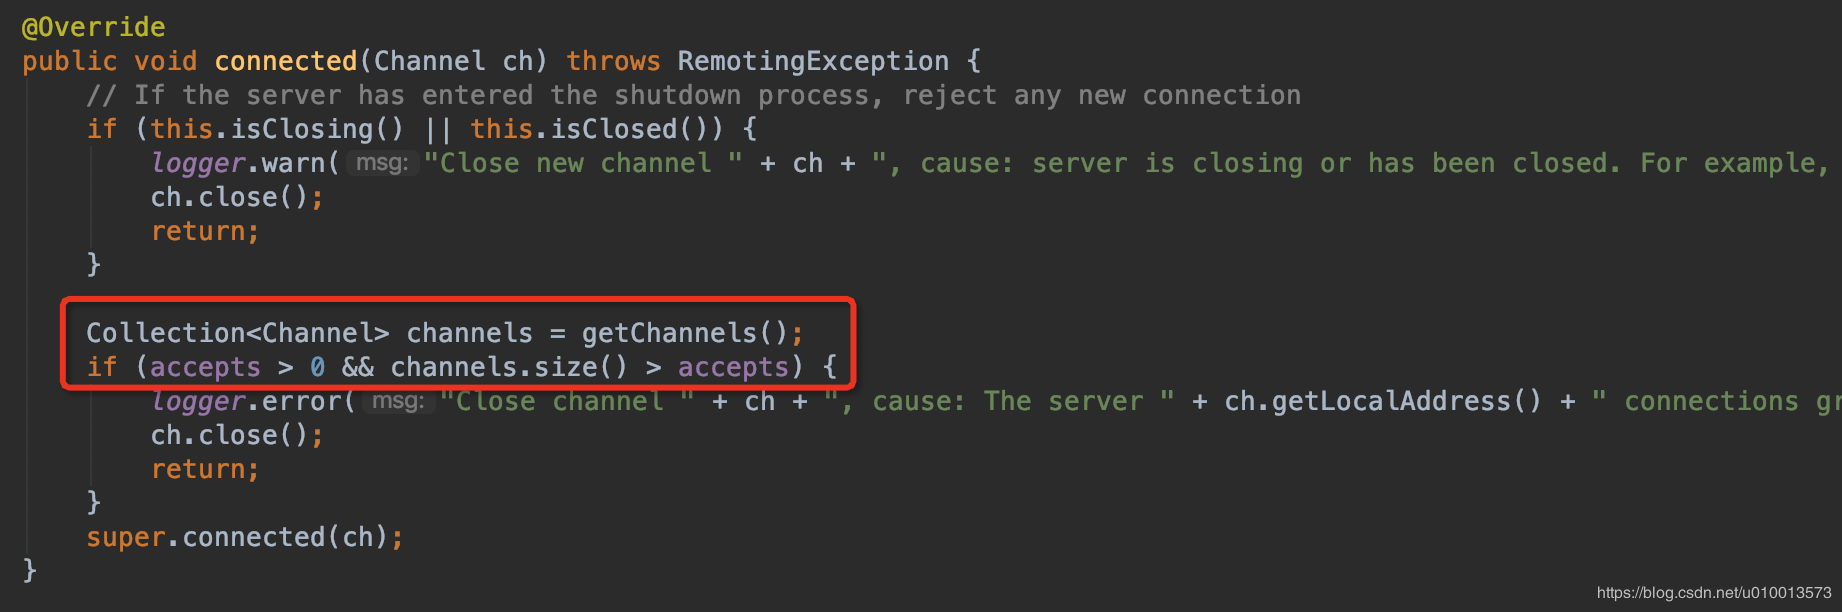 @Override
public void connected(Channel ch) throws RemotingException {
// If the server has entered the shutdown process, reject any new connection
if (this.isClosing() || this.isClosed()) {
logger.warn( msg: "Close new channel " + ch + ", cause: server is closing or has been closed. For example,
ch.close();
return;
}
Collection<Channel> channels = getChannels();
if (accepts > 0 && channels.size() > accepts) {
logger.error( msg: "Close channel " + ch + ", cause: The server " + ch.getLocalAddress() + " connections gr
ch.close();
return;
}
super.connected(ch);
}
https://blog.csdn.net/u010013573